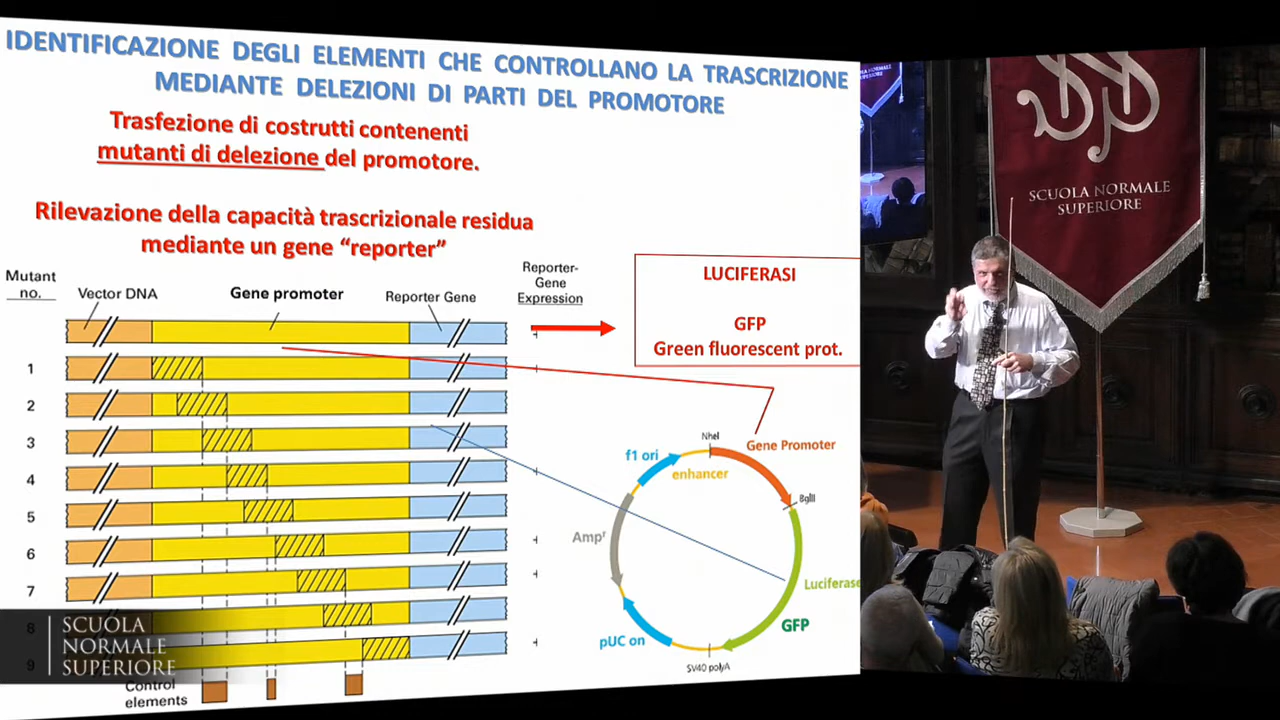 IDENTIFICAZIONE DEGLI ELEMENTI CHE CONTROLLANO LA TRASCRIZIONE
MEDIANTE DELEZIONI DI PARTI DEL PROMOTORE
Trasfezione di costrutti contenenti
mutanti di delezione del promotore.
Rilevazione della capacità trascrizionale residua
mediante un gene “reporter”
Mutant
no.
Vector DNA
Gene promoter
Reporter Gene
Reporter-
Gene
Expression
LUCIFERASI
GFP
Green fluorescent prot.
1
2
3
4
5
6
7
8
9
Control
elements
NheI
Gene Promoter
f1 ori
enhancer
BglII
Ampʳ
Luciferase
GFP
pUC on
SV40 polyA
SCUOLA NORMALE
SUPERIORE
SCUOLA
NORMALE
SUPERIORE